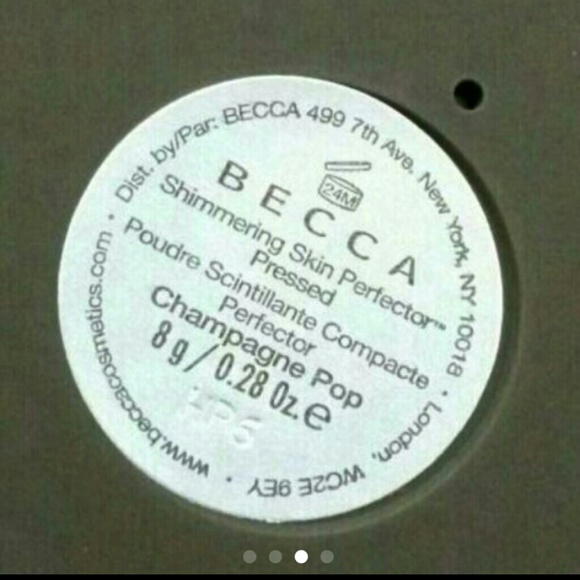 Dist. by/Par: BECCA 499 7th Ave. New York, NY 10018 • London, WC2E 9EY • www.beccacosmetics.com •
24M
BECCA
Shimmering Skin Perfector™
Pressed
Poudre Scintillante Compacte
Perfector
Champagne Pop
8 g / 0.28 Oz. e